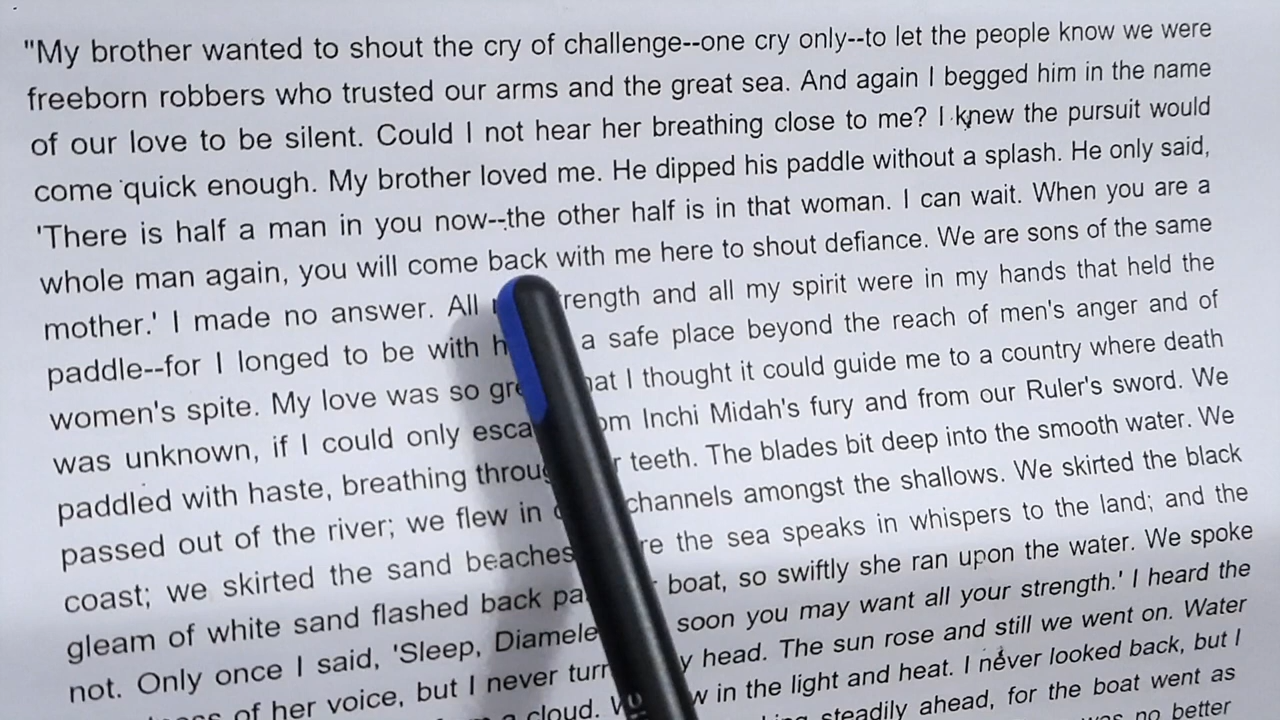 "My brother wanted to shout the cry of challenge--one cry only--to let the people know we were
freeborn robbers who trusted our arms and the great sea. And again I begged him in the name
of our love to be silent. Could I not hear her breathing close to me? I knew the pursuit would
come quick enough. My brother loved me. He dipped his paddle without a splash. He only said,
'There is half a man in you now--the other half is in that woman. I can wait. When you are a
whole man again, you will come back with me here to shout defiance. We are sons of the same
mother.' I made no answer. All and all my spirit were in my hands that held the
paddle--for I longed to be with a safe place beyond the reach of men's anger and of
women's spite. My love was so I thought it could guide me to a country where death
was unknown, if I could only Inchi Midah's fury and from our Ruler's sword. We
paddled with haste, breathing teeth. The blades bit deep into the smooth water. We
passed out of the river; we flew in channels amongst the shallows. We skirted the black
coast; we skirted the sand beaches the sea speaks in whispers to the land; and the
gleam of white sand flashed back boat, so swiftly she ran upon the water. We spoke
not. Only once I said, 'Sleep, soon you may want all your strength.' I heard the
of her voice, but I never head. The sun rose and still we went on. Water
a cloud. in the light and heat. I never looked back, but I
steadily ahead, for the boat went as
no better